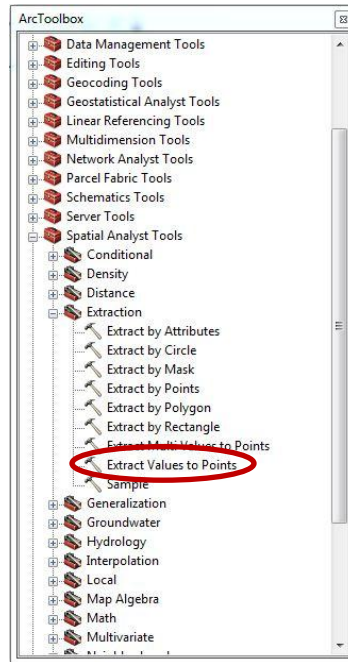 ArcToolbox
Data Management Tools
Editing Tools
Geocoding Tools
Geostatistical Analyst Tools
Linear Referencing Tools
Multidimension Tools
Network Analyst Tools
Parcel Fabric Tools
Schematics Tools
Server Tools
Spatial Analyst Tools
Conditional
Density
Distance
Extraction
Extract by Attributes
Extract by Circle
Extract by Mask
Extract by Points
Extract by Polygon
Extract by Rectangle
Extract Multi Values to Points
Extract Values to Points
Sample
Generalization
Groundwater
Hydrology
Interpolation
Local
Map Algebra
Math
Multivariate